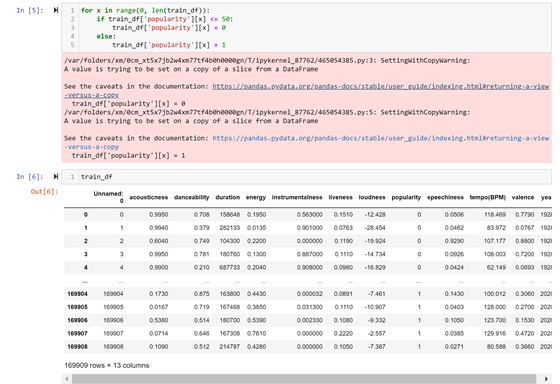 In [5]:
1 for x in range(0, len(train_df)):
2 if train_df['popularity'][x] <= 50:
3 train_df['popularity'][x] = 0
4 else:
5 train_df['popularity'][x] = 1
/var/folders/xm/0cm_xt5x7jb2w4xm77tf4b0h0000gn/T/ipykernel_87762/465054385.py:3: SettingWithCopyWarning:
A value is trying to be set on a copy of a slice from a DataFrame
See the caveats in the documentation: https://pandas.pydata.org/pandas-docs/stable/user_guide/indexing.html#returning-a-view
-versus-a-copy
train_df['popularity'][x] = 0
/var/folders/xm/0cm_xt5x7jb2w4xm77tf4b0h0000gn/T/ipykernel_87762/465054385.py:5: SettingWithCopyWarning:
A value is trying to be set on a copy of a slice from a DataFrame
See the caveats in the documentation: https://pandas.pydata.org/pandas-docs/stable/user_guide/indexing.html#returning-a-view
-versus-a-copy
train_df['popularity'][x] = 1
In [6]: 1 train_df
Out[6]:
Unnamed: 0 acousticness danceability duration energy instrumentalness liveness loudness popularity speechiness tempo(BPM) valence yea
0 0 0.9950 0.708 158648 0.1950 0.563000 0.1510 -12.428 0 0.0506 118.469 0.7790 192
1 1 0.9940 0.379 282133 0.0135 0.901000 0.0763 -28.454 0 0.0462 83.972 0.0767 192
2 2 0.6040 0.749 104300 0.2200 0.000000 0.1190 -19.924 0 0.9290 107.177 0.8800 192
3 3 0.9950 0.781 180760 0.1300 0.887000 0.1110 -14.734 0 0.0926 108.003 0.7200 192
4 4 0.9900 0.210 687733 0.2040 0.908000 0.0980 -16.829 0 0.0424 62.149 0.0693 192
... ... ... ... ... ... ... ... ... ... ... ... ...
169904 169904 0.1730 0.875 163800 0.4430 0.000032 0.0891 -7.461 1 0.1430 100.012 0.3060 202
169905 169905 0.0167 0.719 167468 0.3850 0.031300 0.1110 -10.907 1 0.0403 128.000 0.2700 202
169906 169906 0.5380 0.514 180700 0.5390 0.002330 0.1080 -9.332 1 0.1050 123.700 0.1530 202
169907 169907 0.0714 0.646 167308 0.7610 0.000000 0.2220 -2.557 1 0.0385 129.916 0.4720 202
169908 169908 0.1090 0.512 214787 0.4280 0.000000 0.1050 -7.387 1 0.0271 80.588 0.3660 202
169909 rows × 13 columns